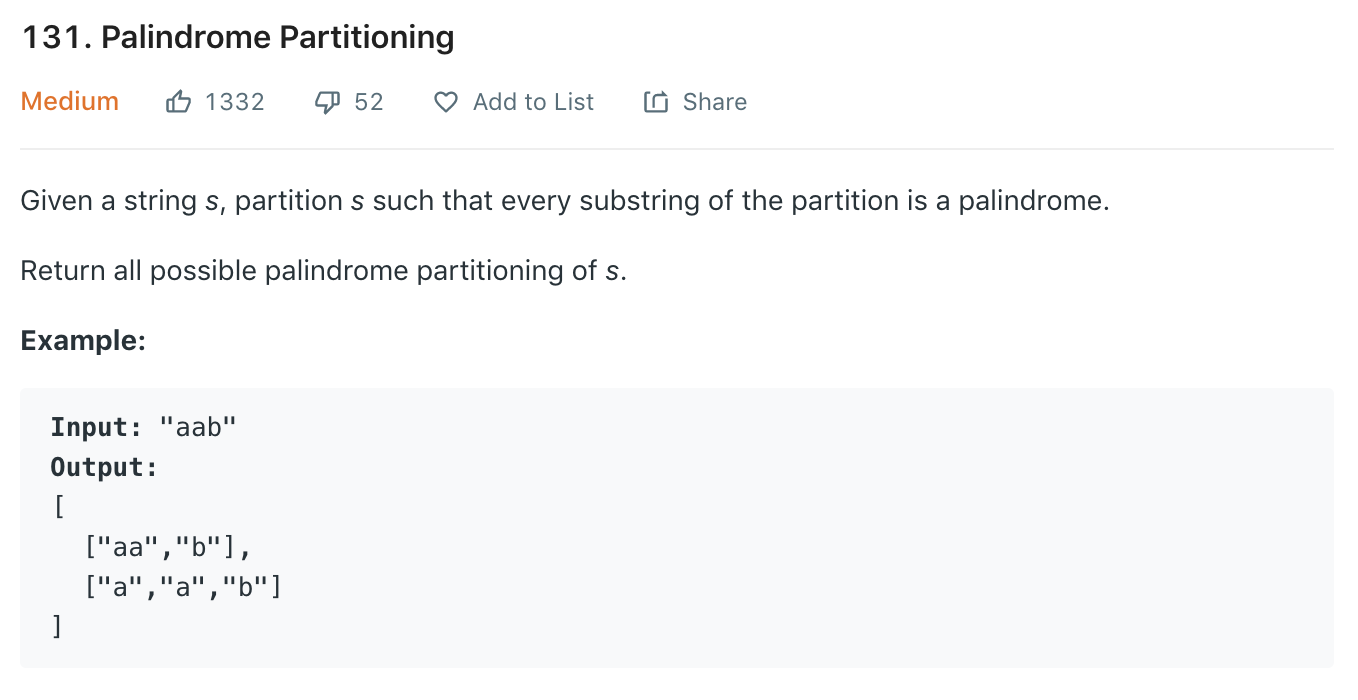 131. Palindrome Partitioning
Medium 1332 52 Add to List Share
Given a string s, partition s such that every substring of the partition is a palindrome.
Return all possible palindrome partitioning of s.
Example:
Input: "aab"
Output:
[
  ["aa","b"],
  ["a","a","b"]
]